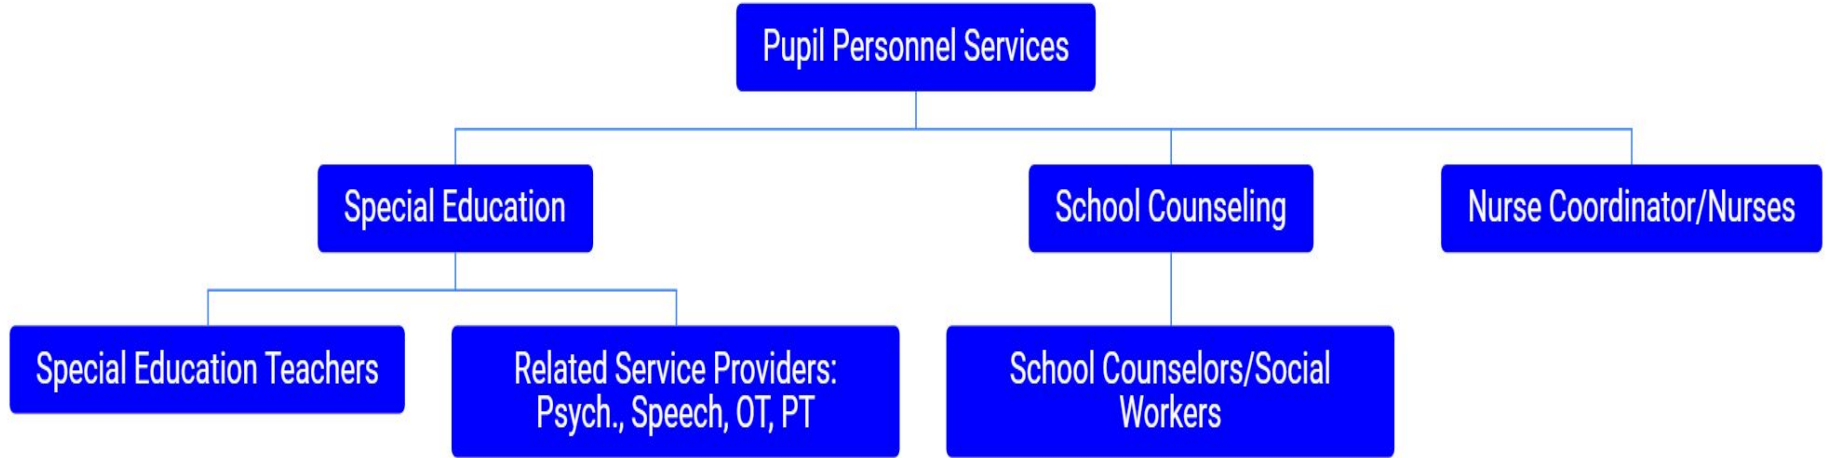 Pupil Personnel Services
Special Education
School Counseling
Nurse Coordinator/Nurses
Special Education Teachers
Related Service Providers:
Psych., Speech, OT, PT
School Counselors/Social
Workers